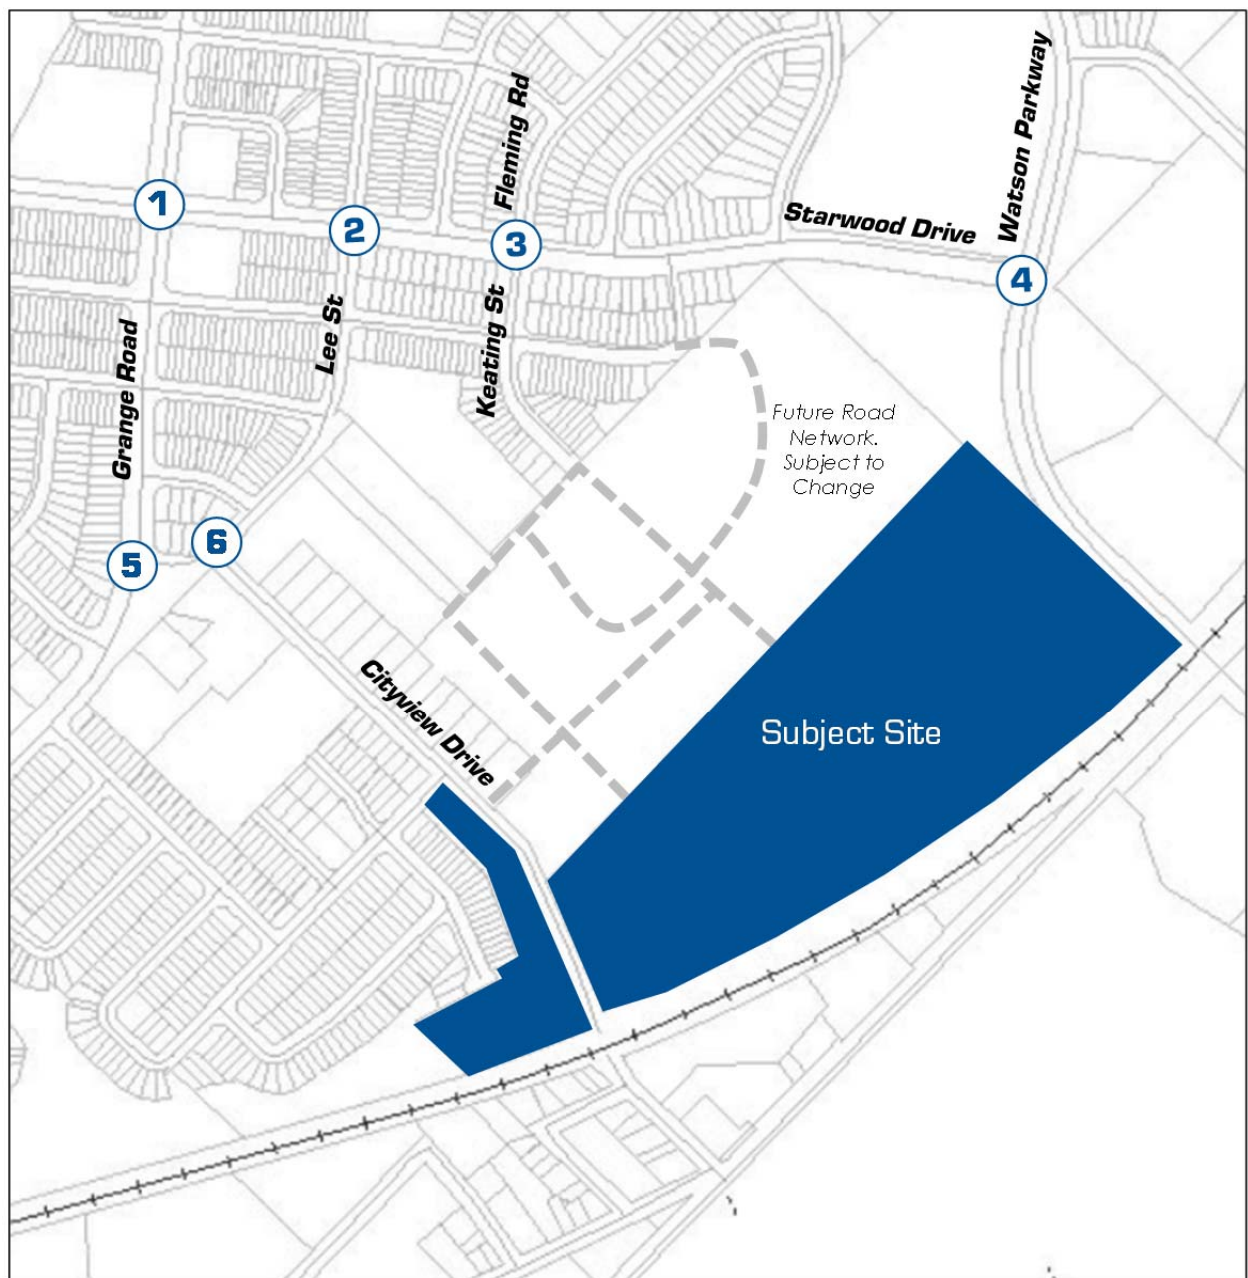 Watson Parkway
Fleming Rd
1
2
3
Starwood Drive
4
Lee St
Keating St
Grange Road
Future Road
Network.
Subject to
Change
5
6
Cityview Drive
Subject Site